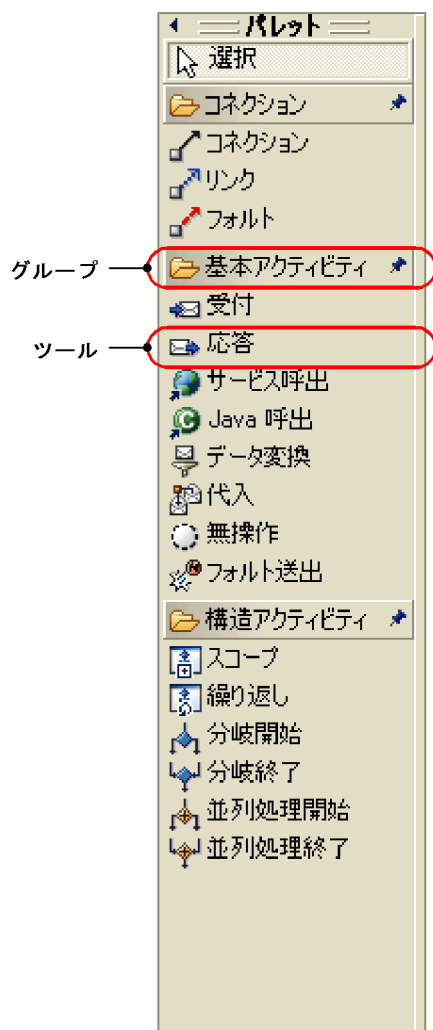 パレット
選択
コネクション
コネクション
リンク
フォルト
グループ
基本アクティビティ
受付
ツール
応答
サービス呼出
Java 呼出
データ変換
代入
無操作
フォルト送出
構造アクティビティ
スコープ
繰り返し
分岐開始
分岐終了
並列処理開始
並列処理終了